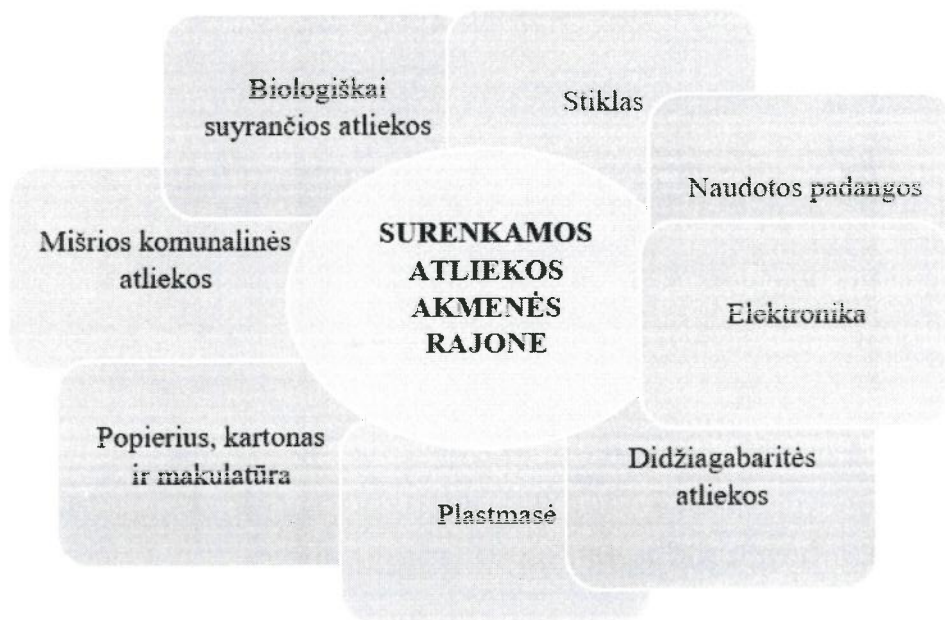 Biologiškai
suyrančios atliekos
Stiklas
Naudotos padangos
Mišrios komunalinės
atliekos
SURENKAMOS
ATLIEKOS
AKMENĖS
RAJONE
Elektronika
Popierius, kartonas
ir makulatūra
Plastmasė
Didžiagabaritės
atliekos